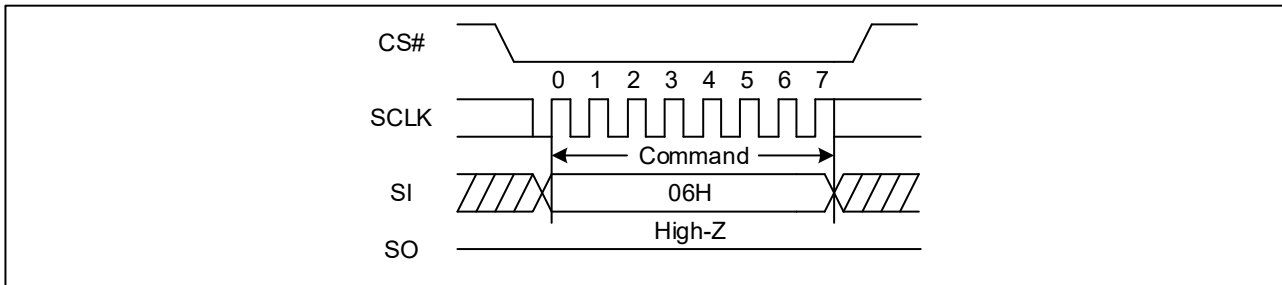 CS#
0 1 2 3 4 5 6 7
SCLK
Command
SI 06H
High-Z
SO